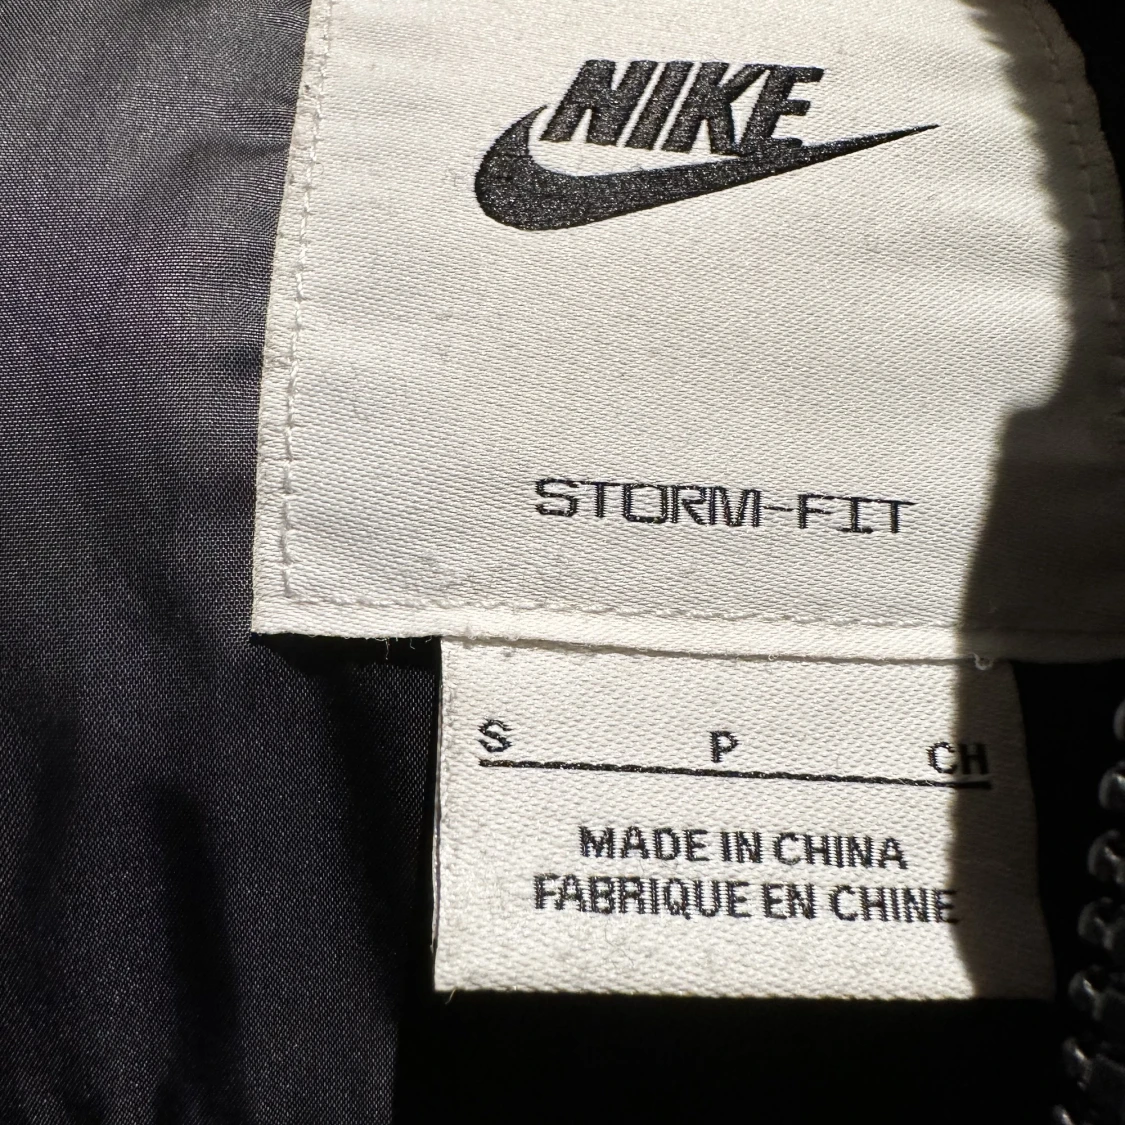 NIKE
STORM-FIT
S P CH
MADE IN CHINA
FABRIQUE EN CHINE